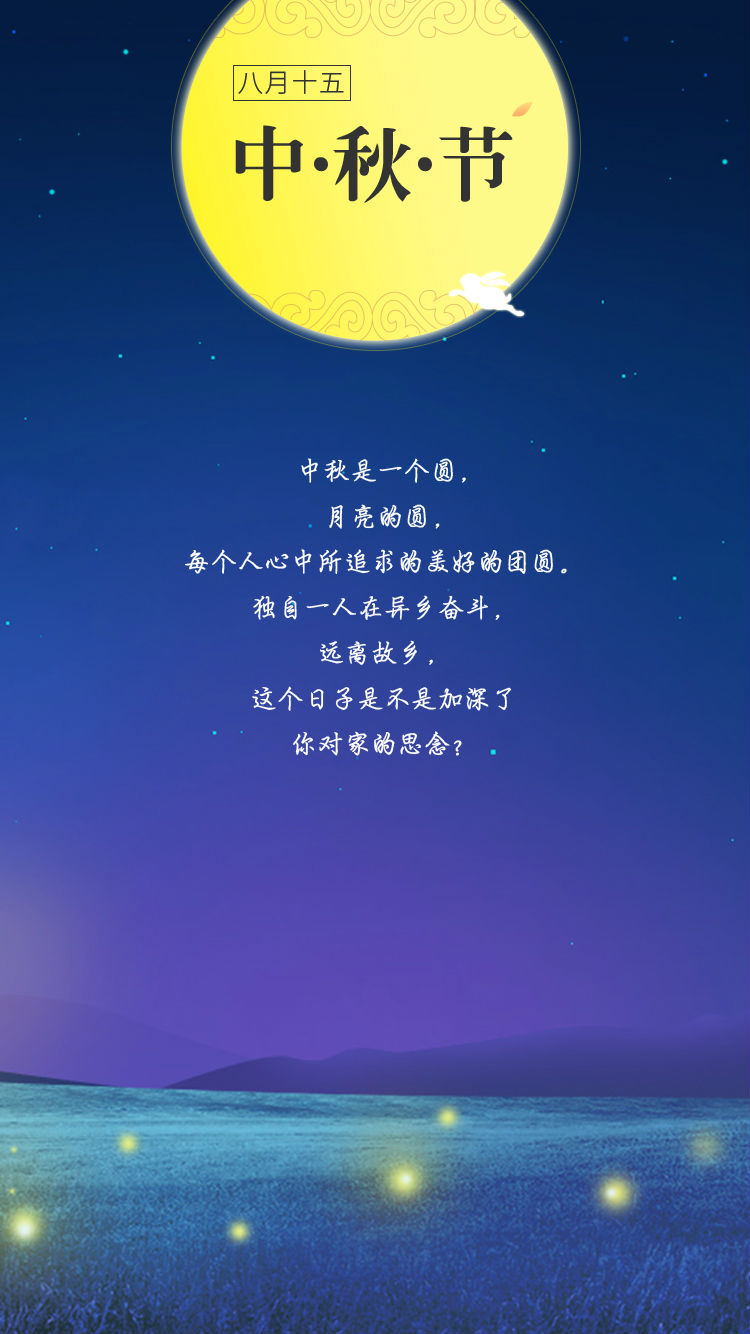 八月十五
中·秋·节
中秋是一个圆，
月亮的圆，
每个人心中所追求的美好的团圆。
独自一人在异乡奋斗，
远离故乡，
这个日子是不是加深了
你对家的思念？